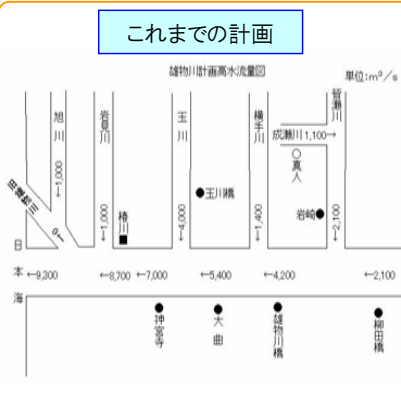 これまでの計画
雄物川計画高水流量図
単位:m³/s
旭川
←1,000
岩見川
←1,000
玉川
←4,000
横手川
←1,400
皆瀬川
←2,100
成瀬川 1,100→
○真人
●玉川橋
岩崎●
椿川
■
旧雄物川
0→
日本海
←9,300
←8,700
←7,000
←5,400
←4,200
←2,100
●神宮寺
●大曲
●雄物川橋
●柳田橋